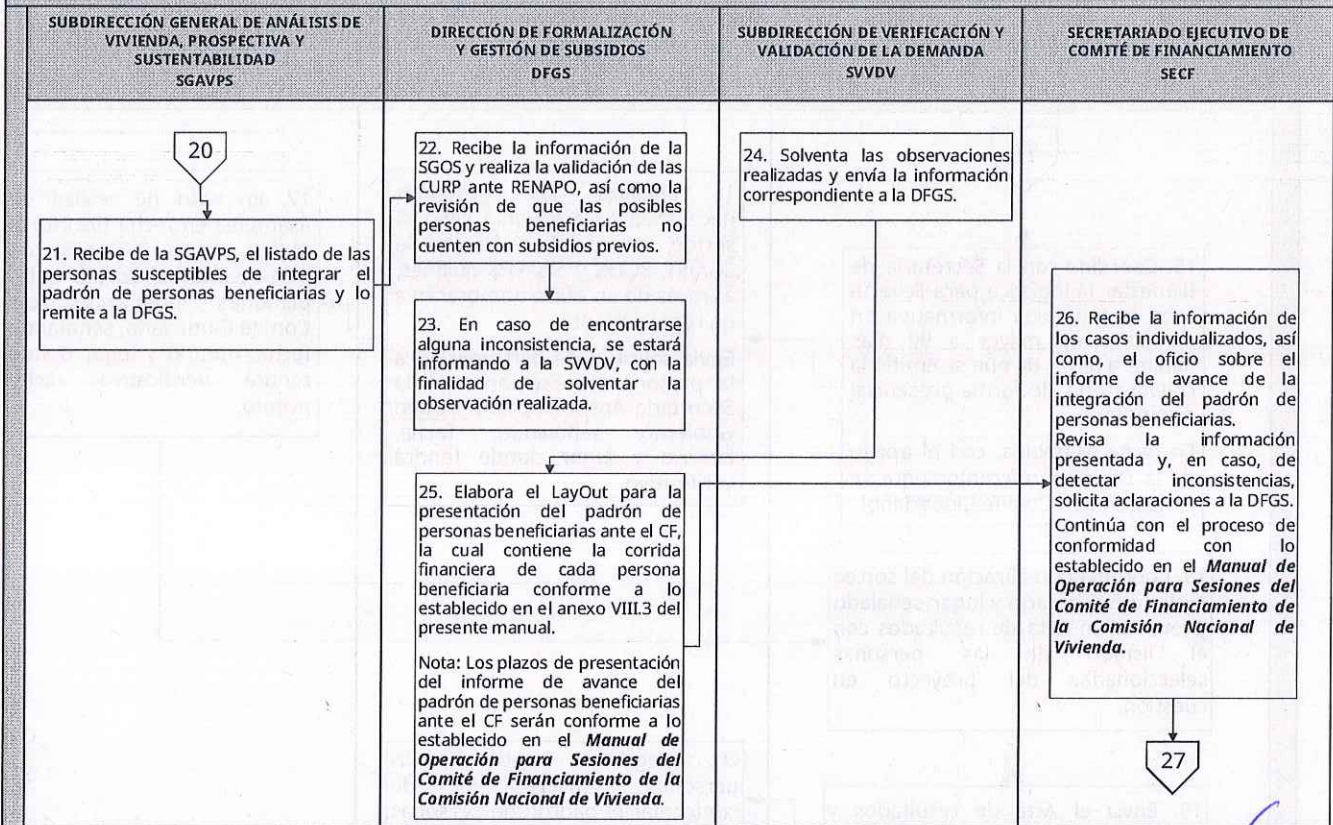 SUBDIRECCIÓN GENERAL DE ANÁLISIS DE
VIVIENDA, PROSPECTIVA Y
SUSTENTABILIDAD
SGAVPS
DIRECCIÓN DE FORMALIZACIÓN
Y GESTIÓN DE SUBSIDIOS
DFGS
SUBDIRECCIÓN DE VERIFICACIÓN Y
VALIDACIÓN DE LA DEMANDA
SVVDV
SECRETARIADO EJECUTIVO DE
COMITÉ DE FINANCIAMIENTO
SECF
20
21. Recibe de la SGAVPS, el listado de las
personas susceptibles de integrar el
padrón de personas beneficiarias y lo
remite a la DFGS.
22. Recibe la información de la
SGOS y realiza la validación de las
CURP ante RENAPO, así como la
revisión de que las posibles
personas beneficiarias no
cuenten con subsidios previos.
23. En caso de encontrarse
alguna inconsistencia, se estará
informando a la SVVDV, con la
finalidad de solventar la
observación realizada.
24. Solventa las observaciones
realizadas y envía la información
correspondiente a la DFGS.
25. Elabora el LayOut para la
presentación del padrón de
personas beneficiarias ante el CF,
la cual contiene la corrida
financiera de cada persona
beneficiaria conforme a lo
establecido en el anexo VIII.3 del
presente manual.
Nota: Los plazos de presentación
del informe de avance del
padrón de personas beneficiarias
ante el CF serán conforme a lo
establecido en el Manual de
Operación para Sesiones del
Comité de Financiamiento de la
Comisión Nacional de Vivienda.
26. Recibe la información de
los casos individualizados, así
como, el oficio sobre el
informe de avance de la
integración del padrón de
personas beneficiarias.
Revisa la información
presentada y, en caso, de
detectar inconsistencias,
solicita aclaraciones a la DFGS.
Continúa con el proceso de
conformidad con lo
establecido en el Manual de
Operación para Sesiones del
Comité de Financiamiento de
la Comisión Nacional de
Vivienda.
27